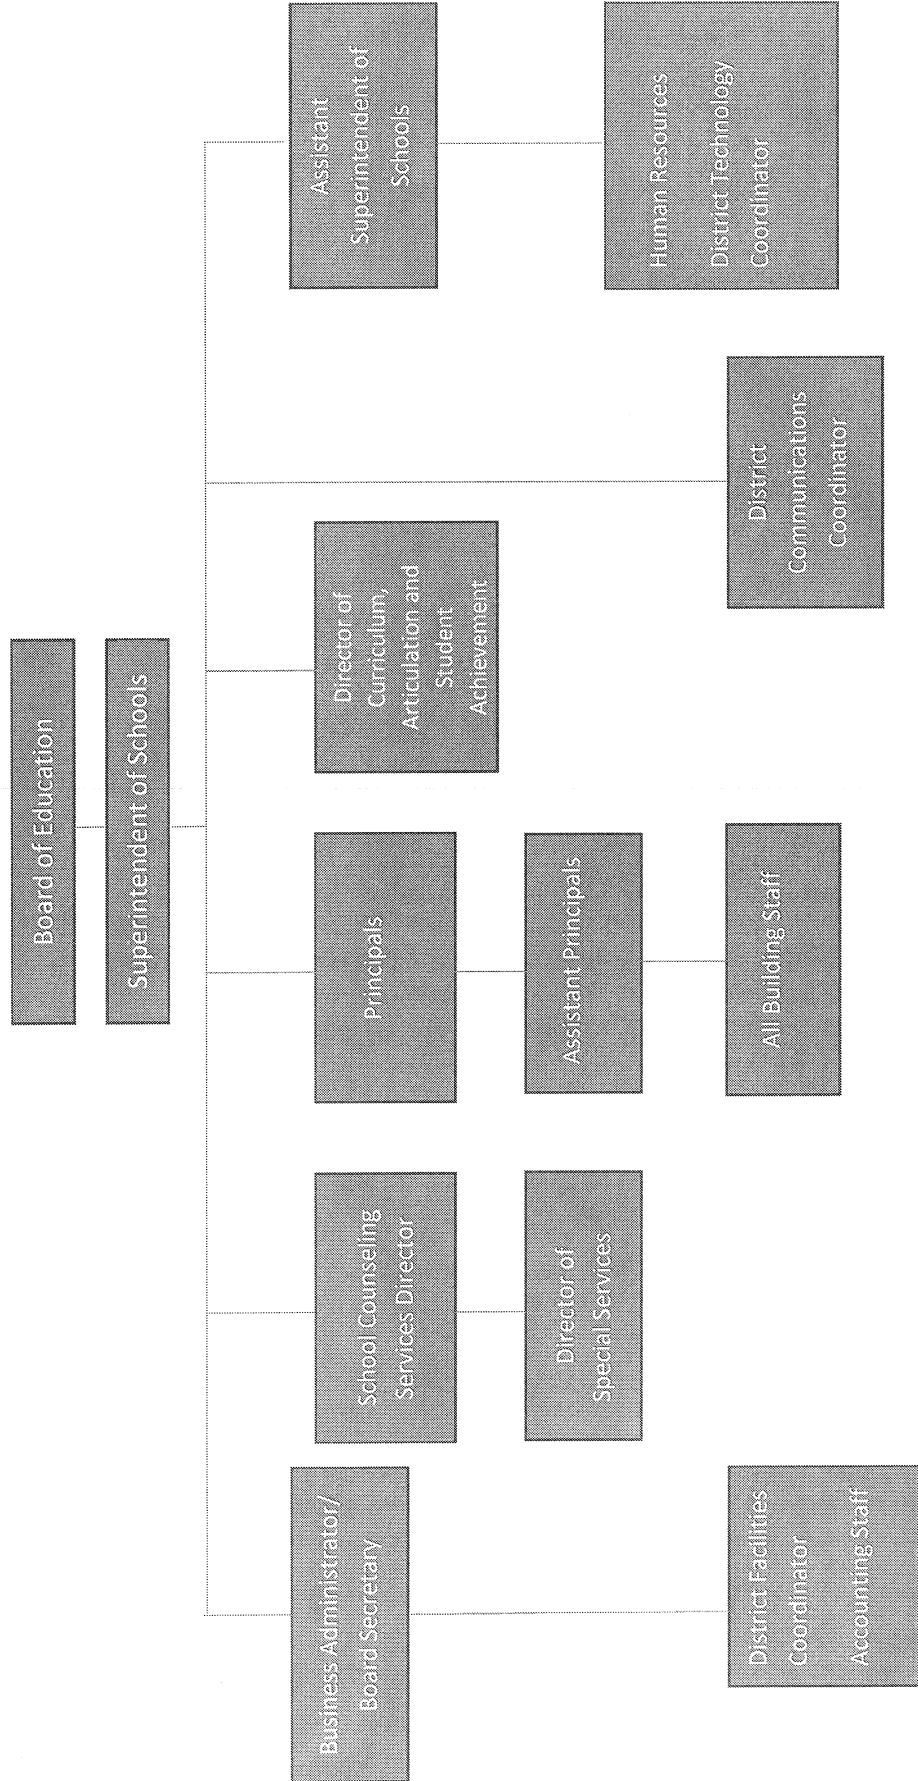 Board of Education
Superintendent of Schools
Business Administrator/
Board Secretary
School Counseling
Services Director
Principals
Director of
Curriculum,
Articulation and
Student
Achievement
Assistant
Superintendent of
Schools
Director of
Special Services
Assistant Principals
Human Resources
District Technology
Coordinator
District Facilities
Coordinator
Accounting Staff
All Building Staff
District
Communications
Coordinator